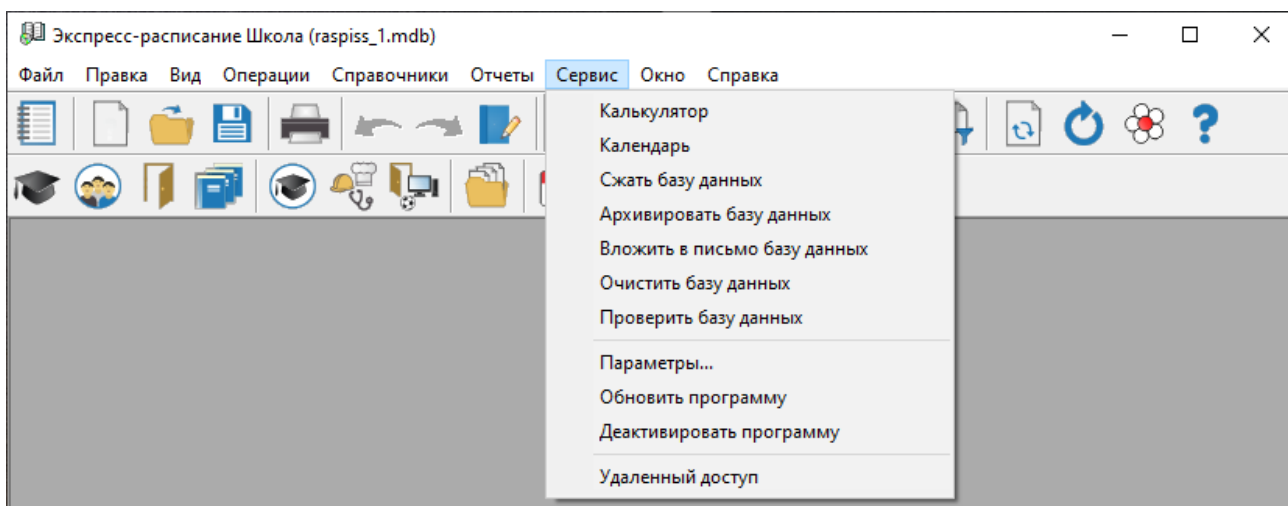 Экспресс-расписание Школа (raspiss_1.mdb)
Файл Правка Вид Операции Справочники Отчеты Сервис Окно Справка
Калькулятор
Календарь
Сжать базу данных
Архивировать базу данных
Вложить в письмо базу данных
Очистить базу данных
Проверить базу данных
Параметры...
Обновить программу
Деактивировать программу
Удаленный доступ